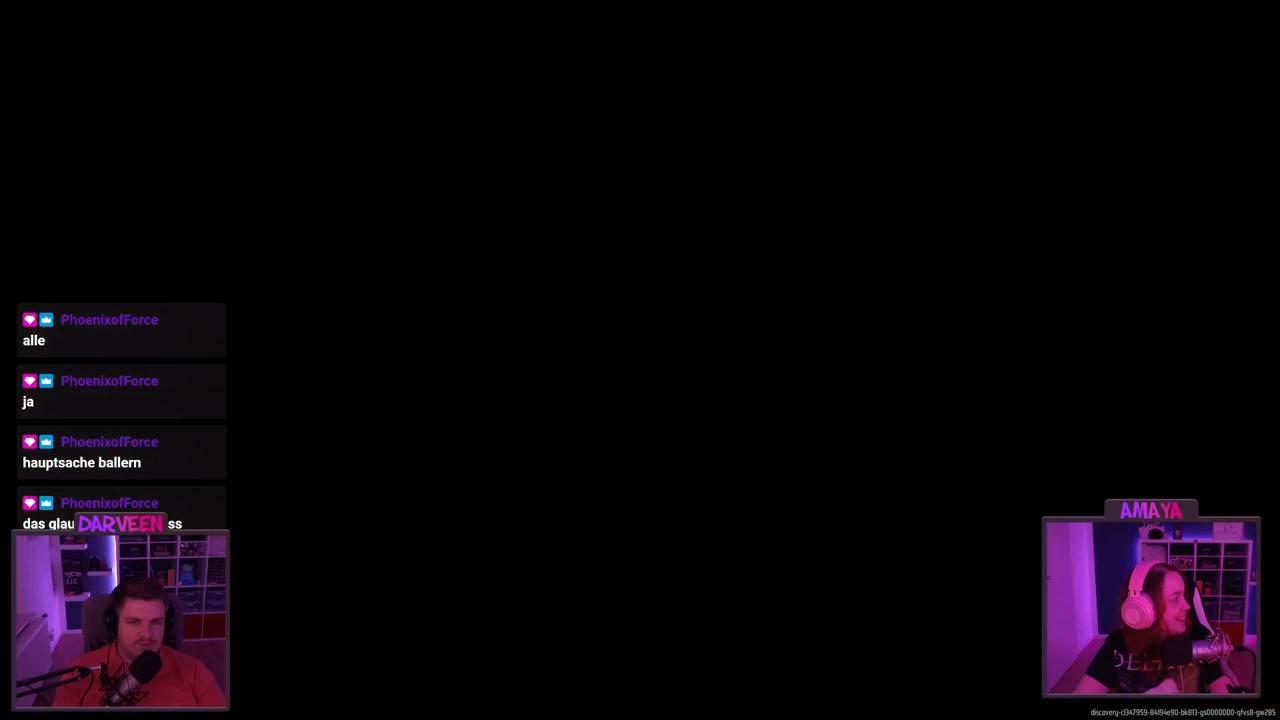 PhoenixofForce
alle
PhoenixofForce
ja
PhoenixofForce
hauptsache ballern
PhoenixofForce
das glau ss
DARVEEN
AMAYA